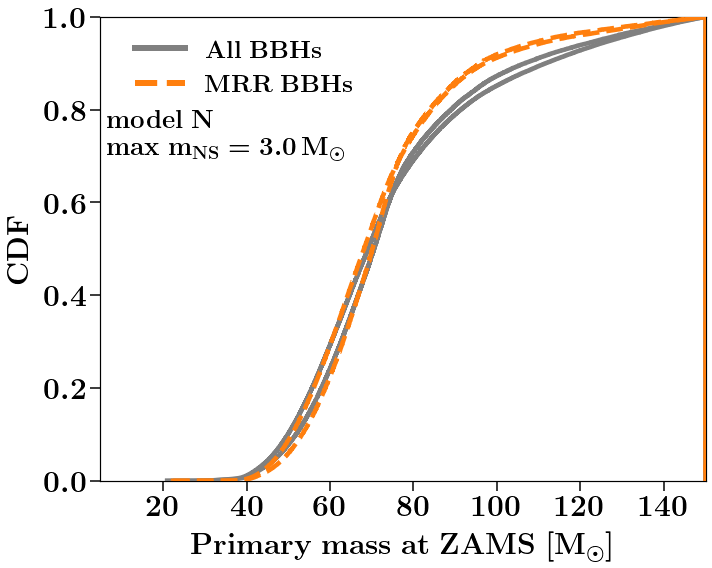 1.0
0.8
0.6
0.4
0.2
0.0
CDF
All BBHs
MRR BBHs
model N
max m_NS = 3.0 M_⊙
20 40 60 80 100 120 140
Primary mass at ZAMS [M_⊙]